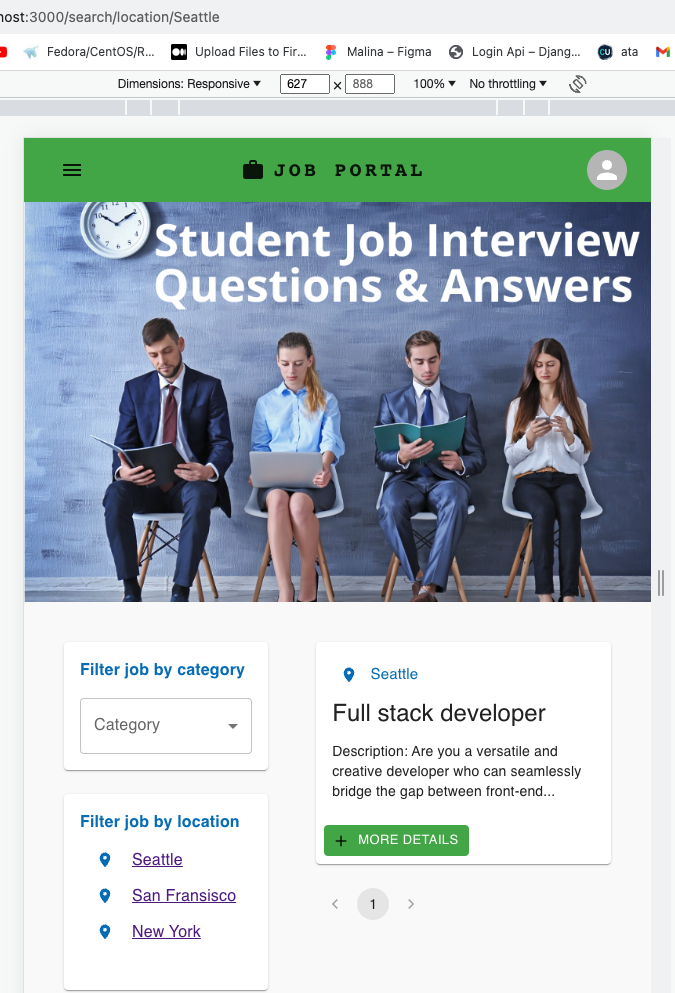 host:3000/search/location/Seattle
Fedora/CentOS/R... Upload Files to Fir... Malina – Figma Login Api – Djang... CU ata
Dimensions: Responsive 627 x 888 100% No throttling
JOB PORTAL
Student Job Interview
Questions & Answers
Filter job by category
Category
Filter job by location
Seattle
San Fransisco
New York
Seattle
Full stack developer
Description: Are you a versatile and
creative developer who can seamlessly
bridge the gap between front-end...
+ MORE DETAILS
< 1 >